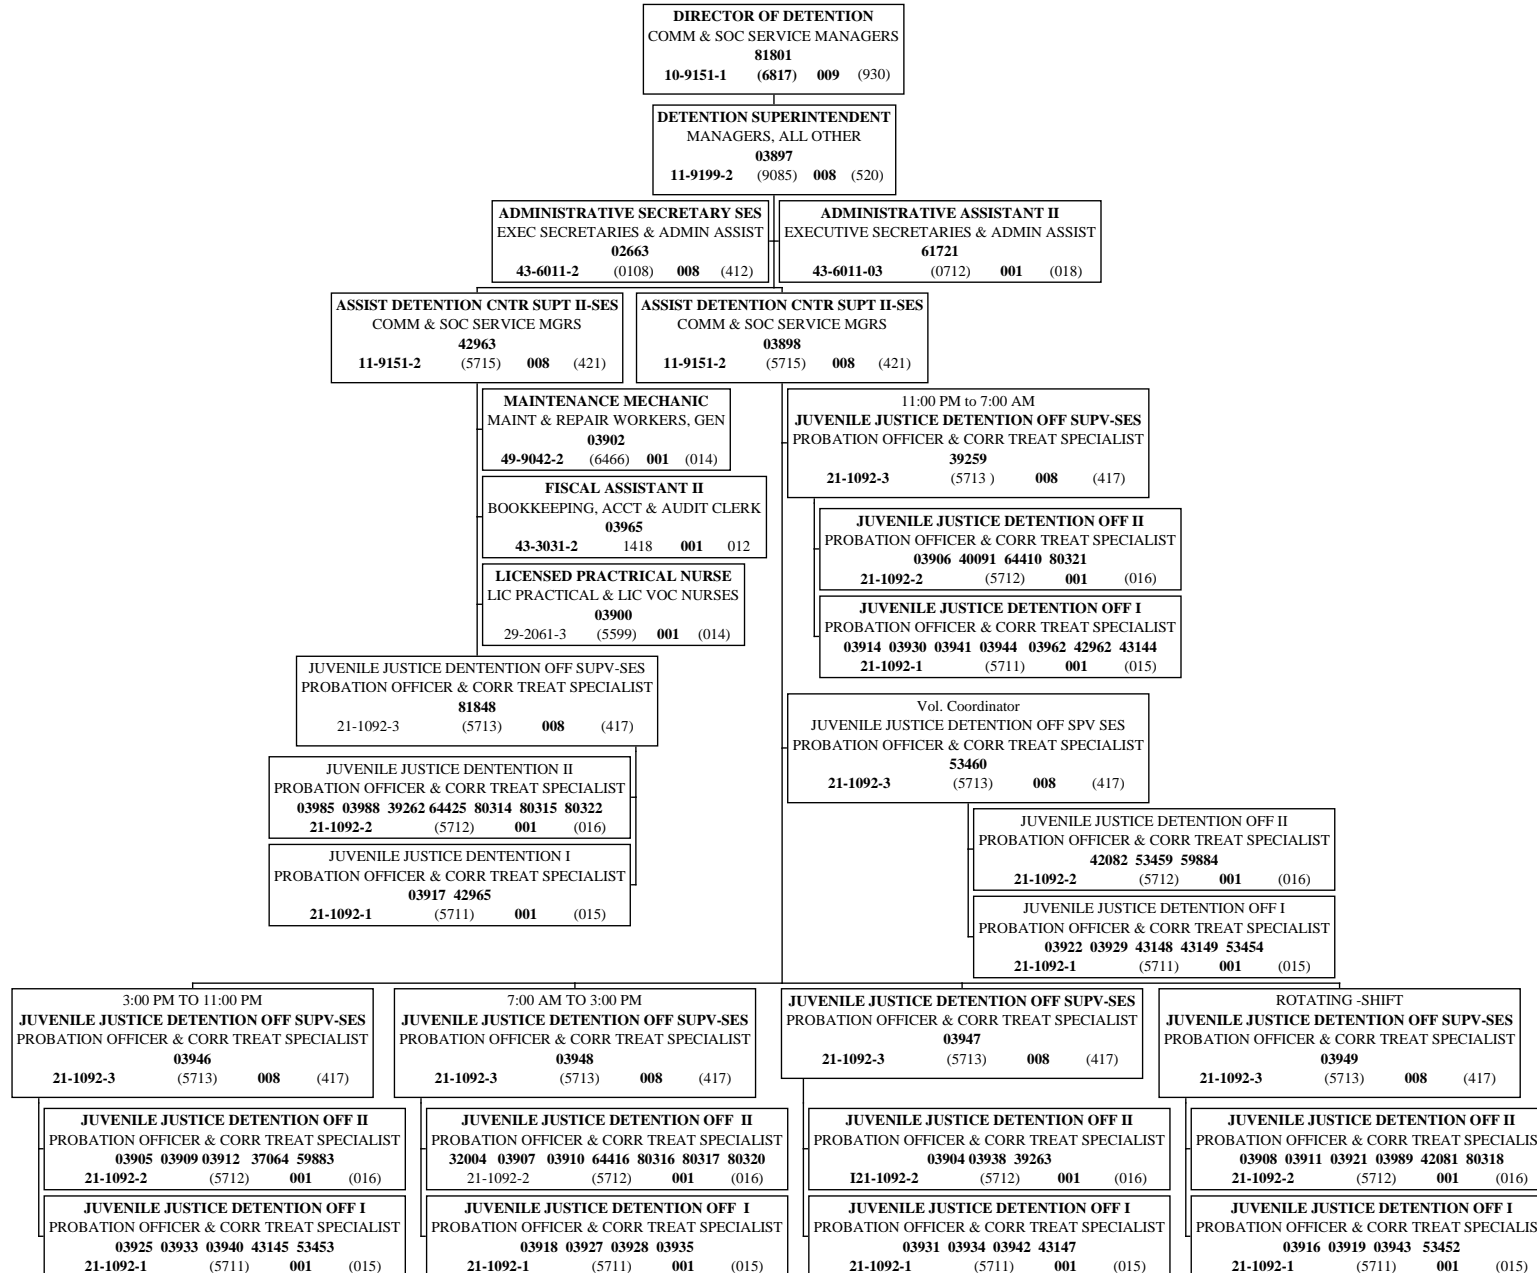 DIRECTOR OF DETENTION
COMM & SOC SERVICE MANAGERS
81801
10-9151-1 (6817) 009 (930)
DETENTION SUPERINTENDENT
MANAGERS, ALL OTHER
03897
11-9199-2 (9085) 008 (520)
ADMINISTRATIVE SECRETARY SES
EXEC SECRETARIES & ADMIN ASSIST
02663
43-6011-2 (0108) 008 (412)
ADMINISTRATIVE ASSISTANT II
EXECUTIVE SECRETARIES & ADMIN ASSIST
61721
43-6011-03 (0712) 001 (018)
ASSIST DETENTION CNTR SUPT II-SES
COMM & SOC SERVICE MGRS
42963
11-9151-2 (5715) 008 (421)
ASSIST DETENTION CNTR SUPT II-SES
COMM & SOC SERVICE MGRS
03898
11-9151-2 (5715) 008 (421)
MAINTENANCE MECHANIC
MAINT & REPAIR WORKERS, GEN
03902
49-9042-2 (6466) 001 (014)
FISCAL ASSISTANT II
BOOKKEEPING, ACCT & AUDIT CLERK
03965
43-3031-2 1418 001 012
LICENSED PRACTRICAL NURSE
LIC PRACTICAL & LIC VOC NURSES
03900
29-2061-3 (5599) 001 (014)
JUVENILE JUSTICE DENTENTION OFF SUPV-SES
PROBATION OFFICER & CORR TREAT SPECIALIST
81848
21-1092-3 (5713) 008 (417)
JUVENILE JUSTICE DENTENTION II
PROBATION OFFICER & CORR TREAT SPECIALIST
03985 03988 39262 64425 80314 80315 80322
21-1092-2 (5712) 001 (016)
JUVENILE JUSTICE DENTENTION I
PROBATION OFFICER & CORR TREAT SPECIALIST
03917 42965
21-1092-1 (5711) 001 (015)
11:00 PM to 7:00 AM
JUVENILE JUSTICE DETENTION OFF SUPV-SES
PROBATION OFFICER & CORR TREAT SPECIALIST
39259
21-1092-3 (5713 ) 008 (417)
JUVENILE JUSTICE DETENTION OFF II
PROBATION OFFICER & CORR TREAT SPECIALIST
03906 40091 64410 80321
21-1092-2 (5712) 001 (016)
JUVENILE JUSTICE DETENTION OFF I
PROBATION OFFICER & CORR TREAT SPECIALIST
03914 03930 03941 03944 03962 42962 43144
21-1092-1 (5711) 001 (015)
Vol. Coordinator
JUVENILE JUSTICE DETENTION OFF SPV SES
PROBATION OFFICER & CORR TREAT SPECIALIST
53460
21-1092-3 (5713) 008 (417)
JUVENILE JUSTICE DETENTION OFF II
PROBATION OFFICER & CORR TREAT SPECIALIST
42082 53459 59884
21-1092-2 (5712) 001 (016)
JUVENILE JUSTICE DETENTION OFF I
PROBATION OFFICER & CORR TREAT SPECIALIST
03922 03929 43148 43149 53454
21-1092-1 (5711) 001 (015)
3:00 PM TO 11:00 PM
JUVENILE JUSTICE DETENTION OFF SUPV-SES
PROBATION OFFICER & CORR TREAT SPECIALIST
03946
21-1092-3 (5713) 008 (417)
JUVENILE JUSTICE DETENTION OFF II
PROBATION OFFICER & CORR TREAT SPECIALIST
03905 03909 03912 37064 59883
21-1092-2 (5712) 001 (016)
JUVENILE JUSTICE DETENTION OFF I
PROBATION OFFICER & CORR TREAT SPECIALIST
03925 03933 03940 43145 53453
21-1092-1 (5711) 001 (015)
7:00 AM TO 3:00 PM
JUVENILE JUSTICE DETENTION OFF SUPV-SES
PROBATION OFFICER & CORR TREAT SPECIALIST
03948
21-1092-3 (5713) 008 (417)
JUVENILE JUSTICE DETENTION OFF II
PROBATION OFFICER & CORR TREAT SPECIALIST
32004 03907 03910 64416 80316 80317 80320
21-1092-2 (5712) 001 (016)
JUVENILE JUSTICE DETENTION OFF I
PROBATION OFFICER & CORR TREAT SPECIALIST
03918 03927 03928 03935
21-1092-1 (5711) 001 (015)
JUVENILE JUSTICE DETENTION OFF SUPV-SES
PROBATION OFFICER & CORR TREAT SPECIALIST
03947
21-1092-3 (5713) 008 (417)
JUVENILE JUSTICE DETENTION OFF II
PROBATION OFFICER & CORR TREAT SPECIALIST
03904 03938 39263
I21-1092-2 (5712) 001 (016)
JUVENILE JUSTICE DETENTION OFF I
PROBATION OFFICER & CORR TREAT SPECIALIST
03931 03934 03942 43147
21-1092-1 (5711) 001 (015)
ROTATING -SHIFT
JUVENILE JUSTICE DETENTION OFF SUPV-SES
PROBATION OFFICER & CORR TREAT SPECIALIST
03949
21-1092-3 (5713) 008 (417)
JUVENILE JUSTICE DETENTION OFF II
PROBATION OFFICER & CORR TREAT SPECIALIS
03908 03911 03921 03989 42081 80318
21-1092-2 (5712) 001 (016)
JUVENILE JUSTICE DETENTION OFF I
PROBATION OFFICER & CORR TREAT SPECIALIS
03916 03919 03943 53452
21-1092-1 (5711) 001 (015)